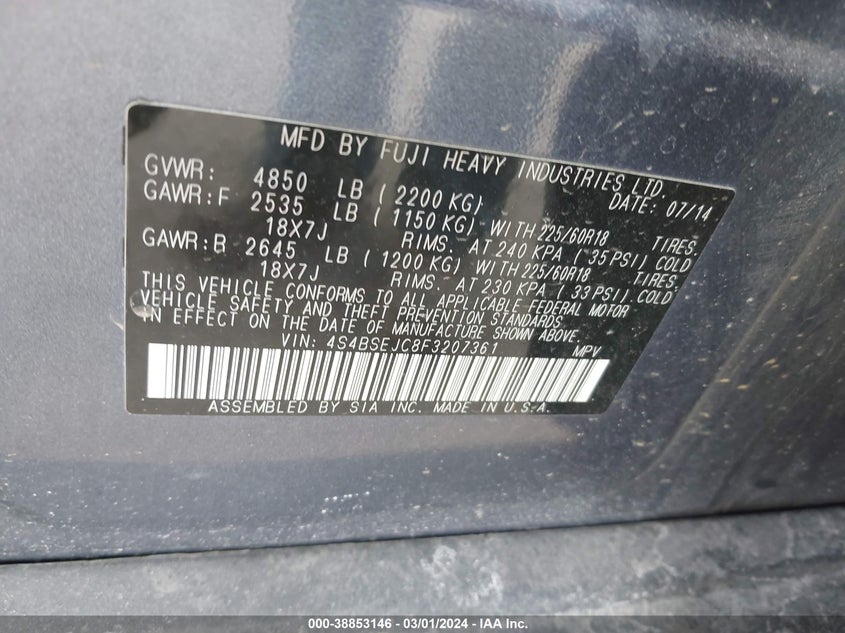 MFD BY FUJI HEAVY INDUSTRIES LTD.
GVWR: 4850 LB (2200 KG) DATE: 07/14
GAWR:F 2535 LB (1150 KG) WITH 225/60R18 TIRES.
18X7J RIMS. AT 240 KPA (35 PSI) COLD
GAWR:R 2645 LB (1200 KG) WITH 225/60R18 TIRES.
18X7J RIMS. AT 230 KPA (33 PSI) COLD
THIS VEHICLE CONFORMS TO ALL APPLICABLE FEDERAL MOTOR
VEHICLE SAFETY AND THEFT PREVENTION STANDARDS
IN EFFECT ON THE DATE OF MANUFACTURE SHOWN ABOVE.
VIN: 4S4BSEJC8F3207361 MPV
ASSEMBLED BY SIA INC. MADE IN U.S.A.
000-38853146 - 03/01/2024 - IAA Inc.